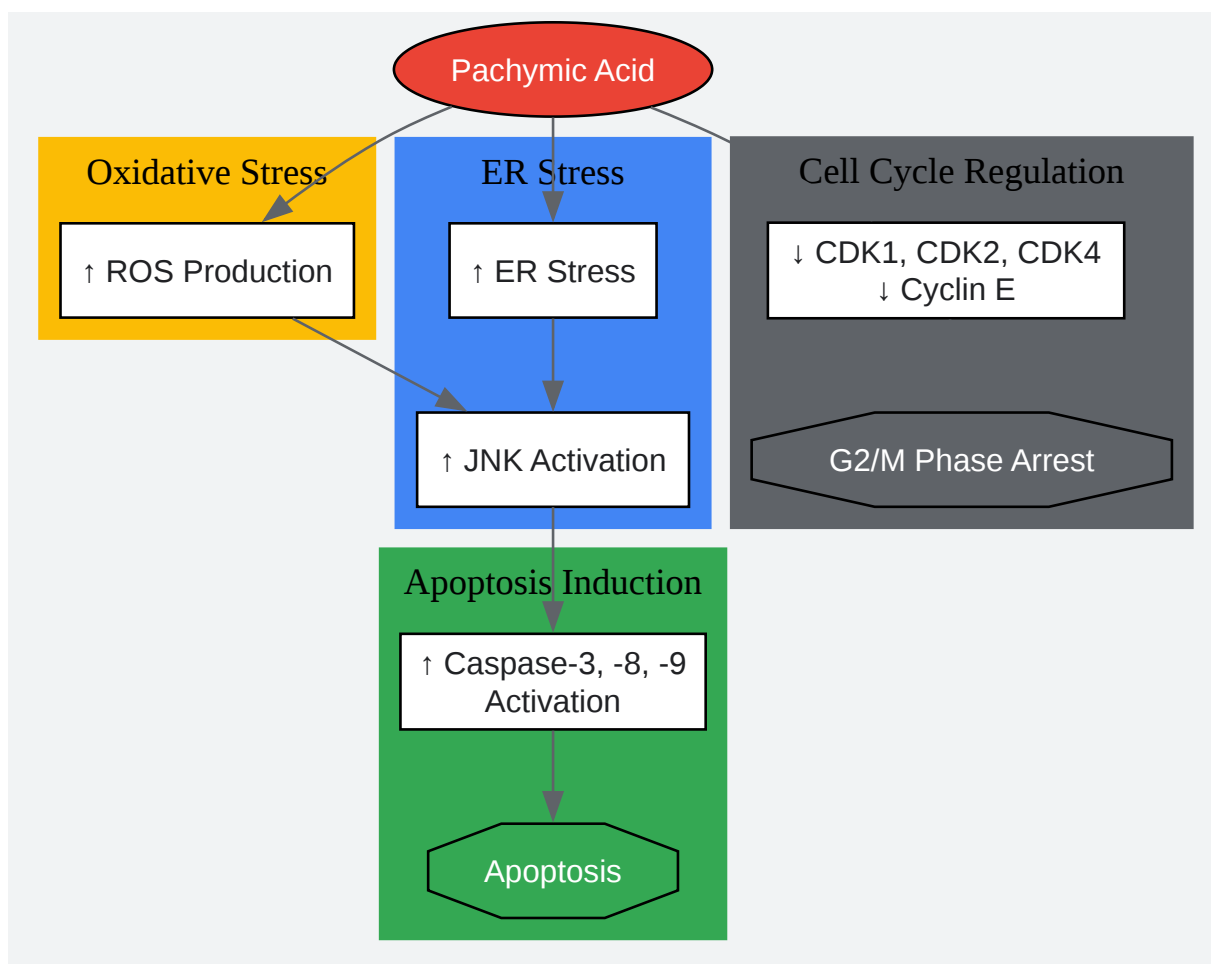 Pachymic Acid
Oxidative Stress
ER Stress
Cell Cycle Regulation
↑ ROS Production
↑ ER Stress
↓ CDK1, CDK2, CDK4
↓ Cyclin E
↑ JNK Activation
G2/M Phase Arrest
Apoptosis Induction
↑ Caspase-3, -8, -9
Activation
Apoptosis